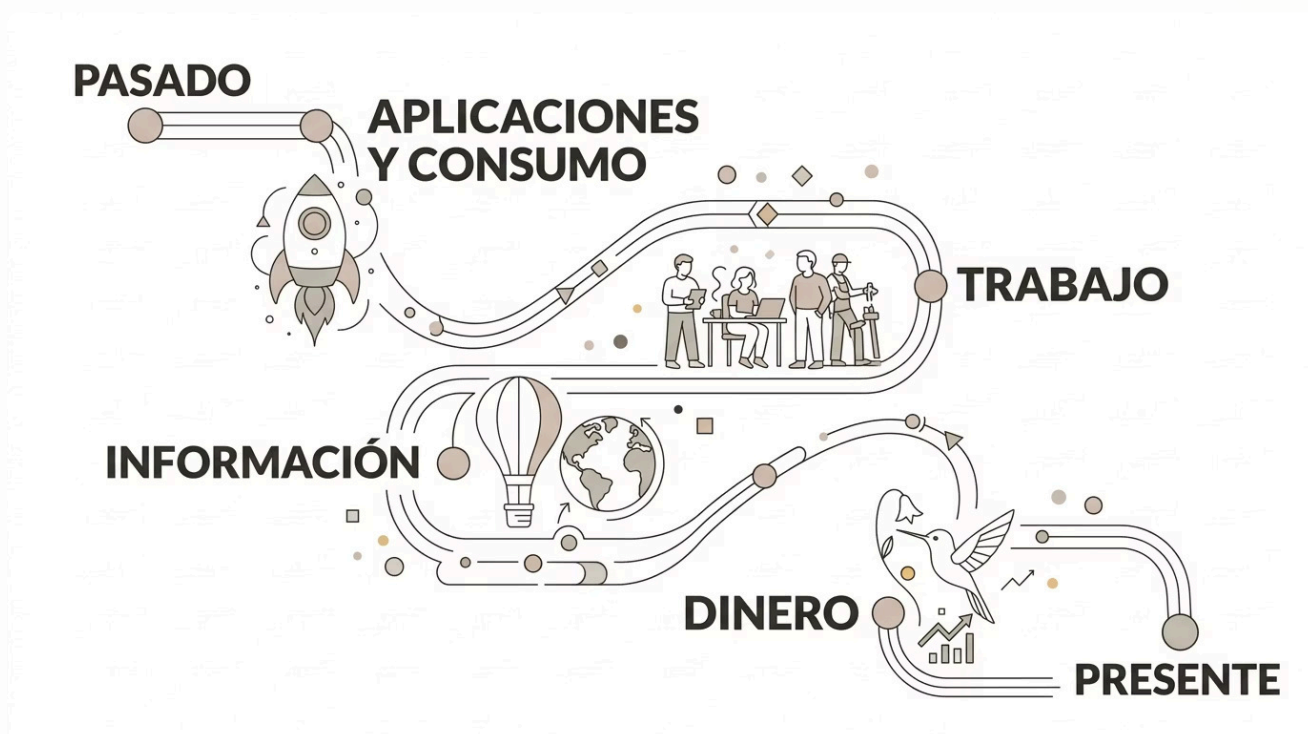 PASADO
APLICACIONES
Y CONSUMO
TRABAJO
INFORMACIÓN
DINERO
PRESENTE